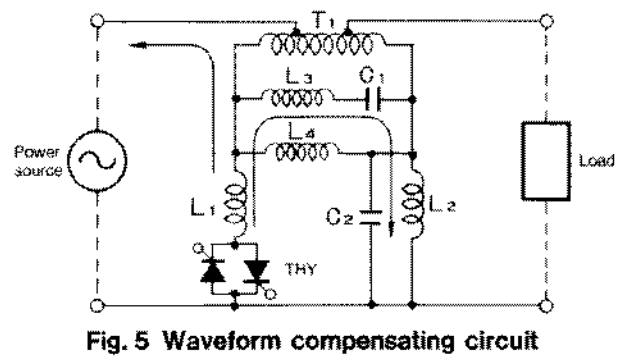 T1
L3
C1
L4
Power
source
Load
L1
C2
L2
THY
Fig. 5 Waveform compensating circuit